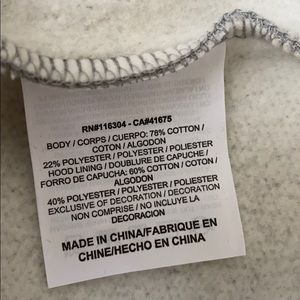 RN#116304 - CA#41675
BODY / CORPS / CUERPO: 78% COTTON /
COTON / ALGODON
22% POLYESTER / POLYESTER / POLIESTER
HOOD LINING / DOUBLURE DE CAPUCHE /
FORRO DE CAPUCHA: 60% COTTON / COTON /
ALGODON
40% POLYESTER / POLYESTER / POLIESTER
EXCLUSIVE OF DECORATION / DECORATION
NON COMPRISE / NO INCLUYE LA
DECORACION
MADE IN CHINA/FABRIQUE EN
CHINE/HECHO EN CHINA